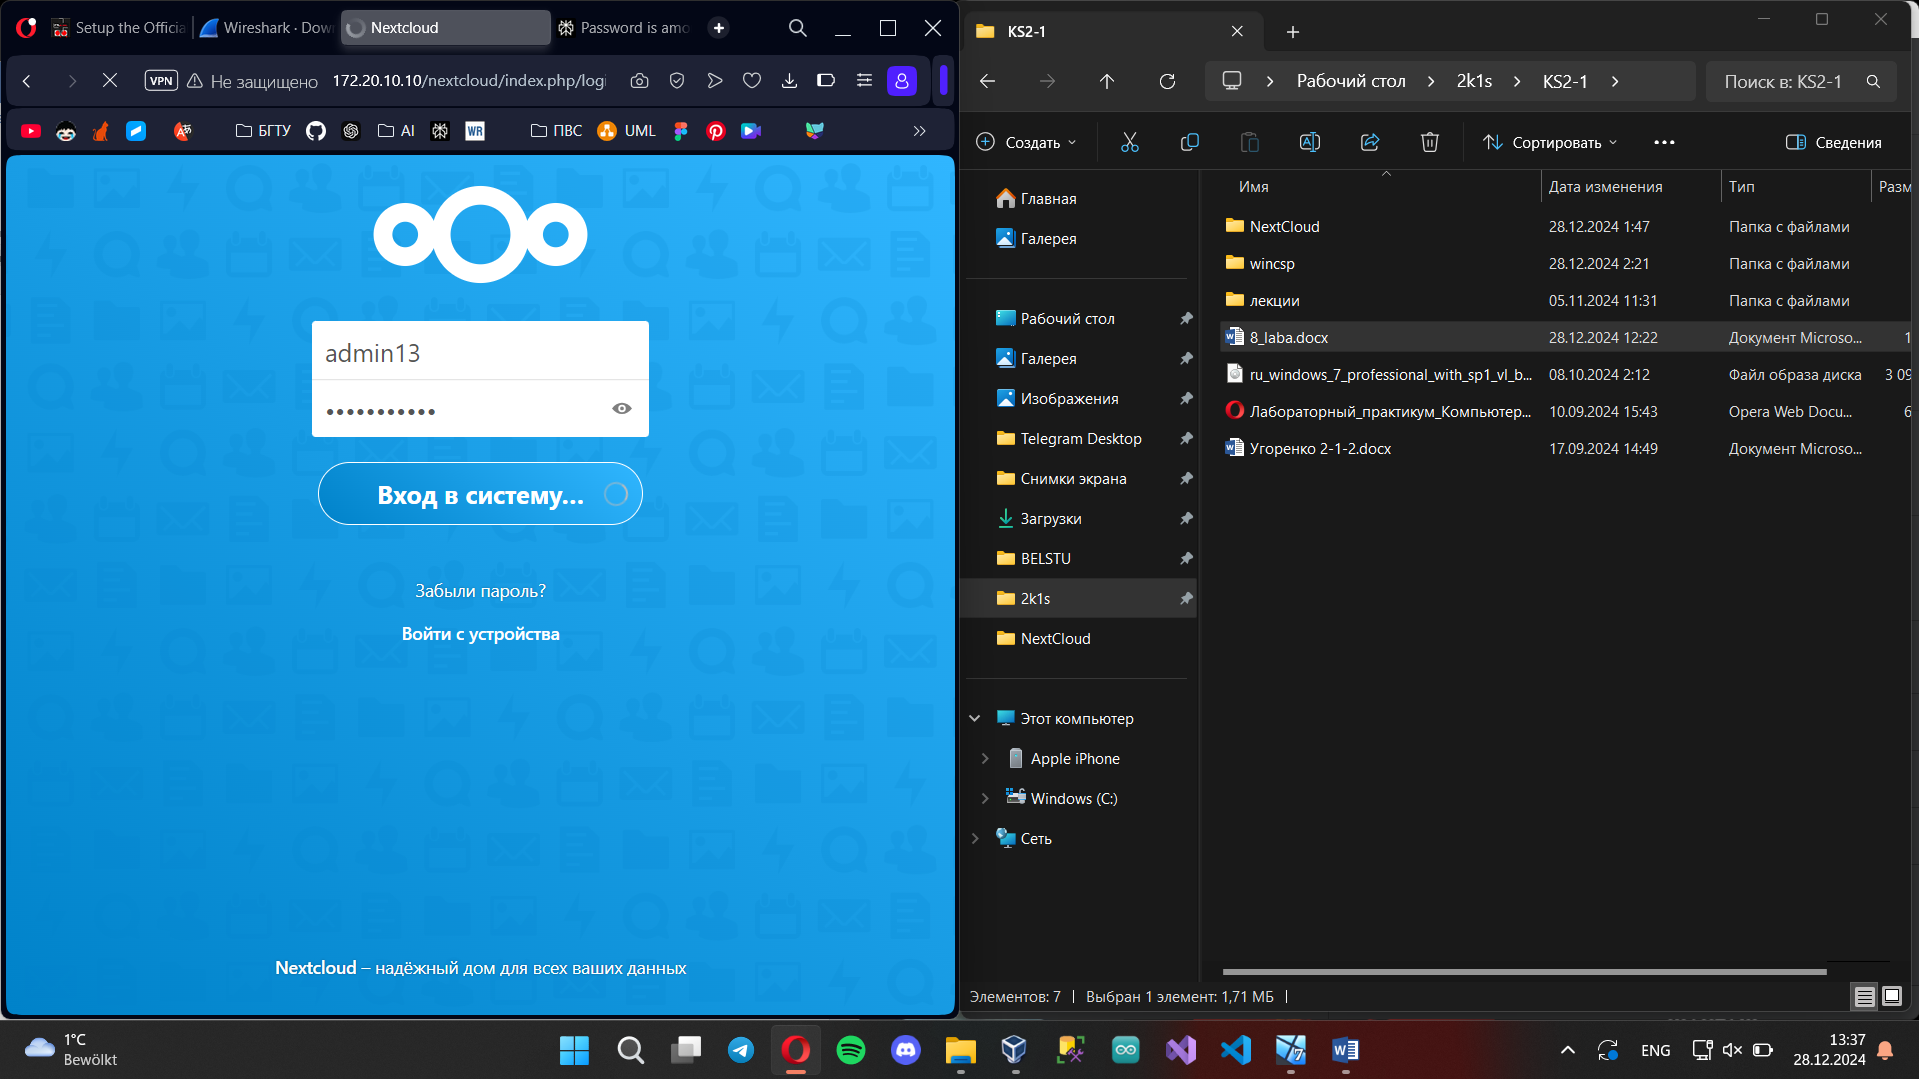 Setup the Officia
Wireshark · Dow
Nextcloud
Password is amo
VPN
Не защищено
172.20.10.10/nextcloud/index.php/logi
БГТУ
AI
WR
ПВС
UML
admin13
•••••••••••
Вход в систему...
Забыли пароль?
Войти с устройства
Nextcloud – надёжный дом для всех ваших данных
KS2-1
Рабочий стол
2k1s
KS2-1
Поиск в: KS2-1
Создать
Сортировать
Сведения
Главная
Галерея
Рабочий стол
Галерея
Изображения
Telegram Desktop
Снимки экрана
Загрузки
BELSTU
2k1s
NextCloud
Этот компьютер
Apple iPhone
Windows (C:)
Сеть
Имя Дата изменения Тип Разм
NextCloud 28.12.2024 1:47 Папка с файлами
wincsp 28.12.2024 2:21 Папка с файлами
лекции 05.11.2024 11:31 Папка с файлами
8_laba.docx 28.12.2024 12:22 Документ Microso... 1
ru_windows_7_professional_with_sp1_vl_b... 08.10.2024 2:12 Файл образа диска 3 09
Лабораторный_практикум_Компьютер... 10.09.2024 15:43 Opera Web Docu... 6
Угоренко 2-1-2.docx 17.09.2024 14:49 Документ Microso...
Элементов: 7
Выбран 1 элемент: 1,71 МБ
1°C
Bewölkt
ENG
13:37
28.12.2024